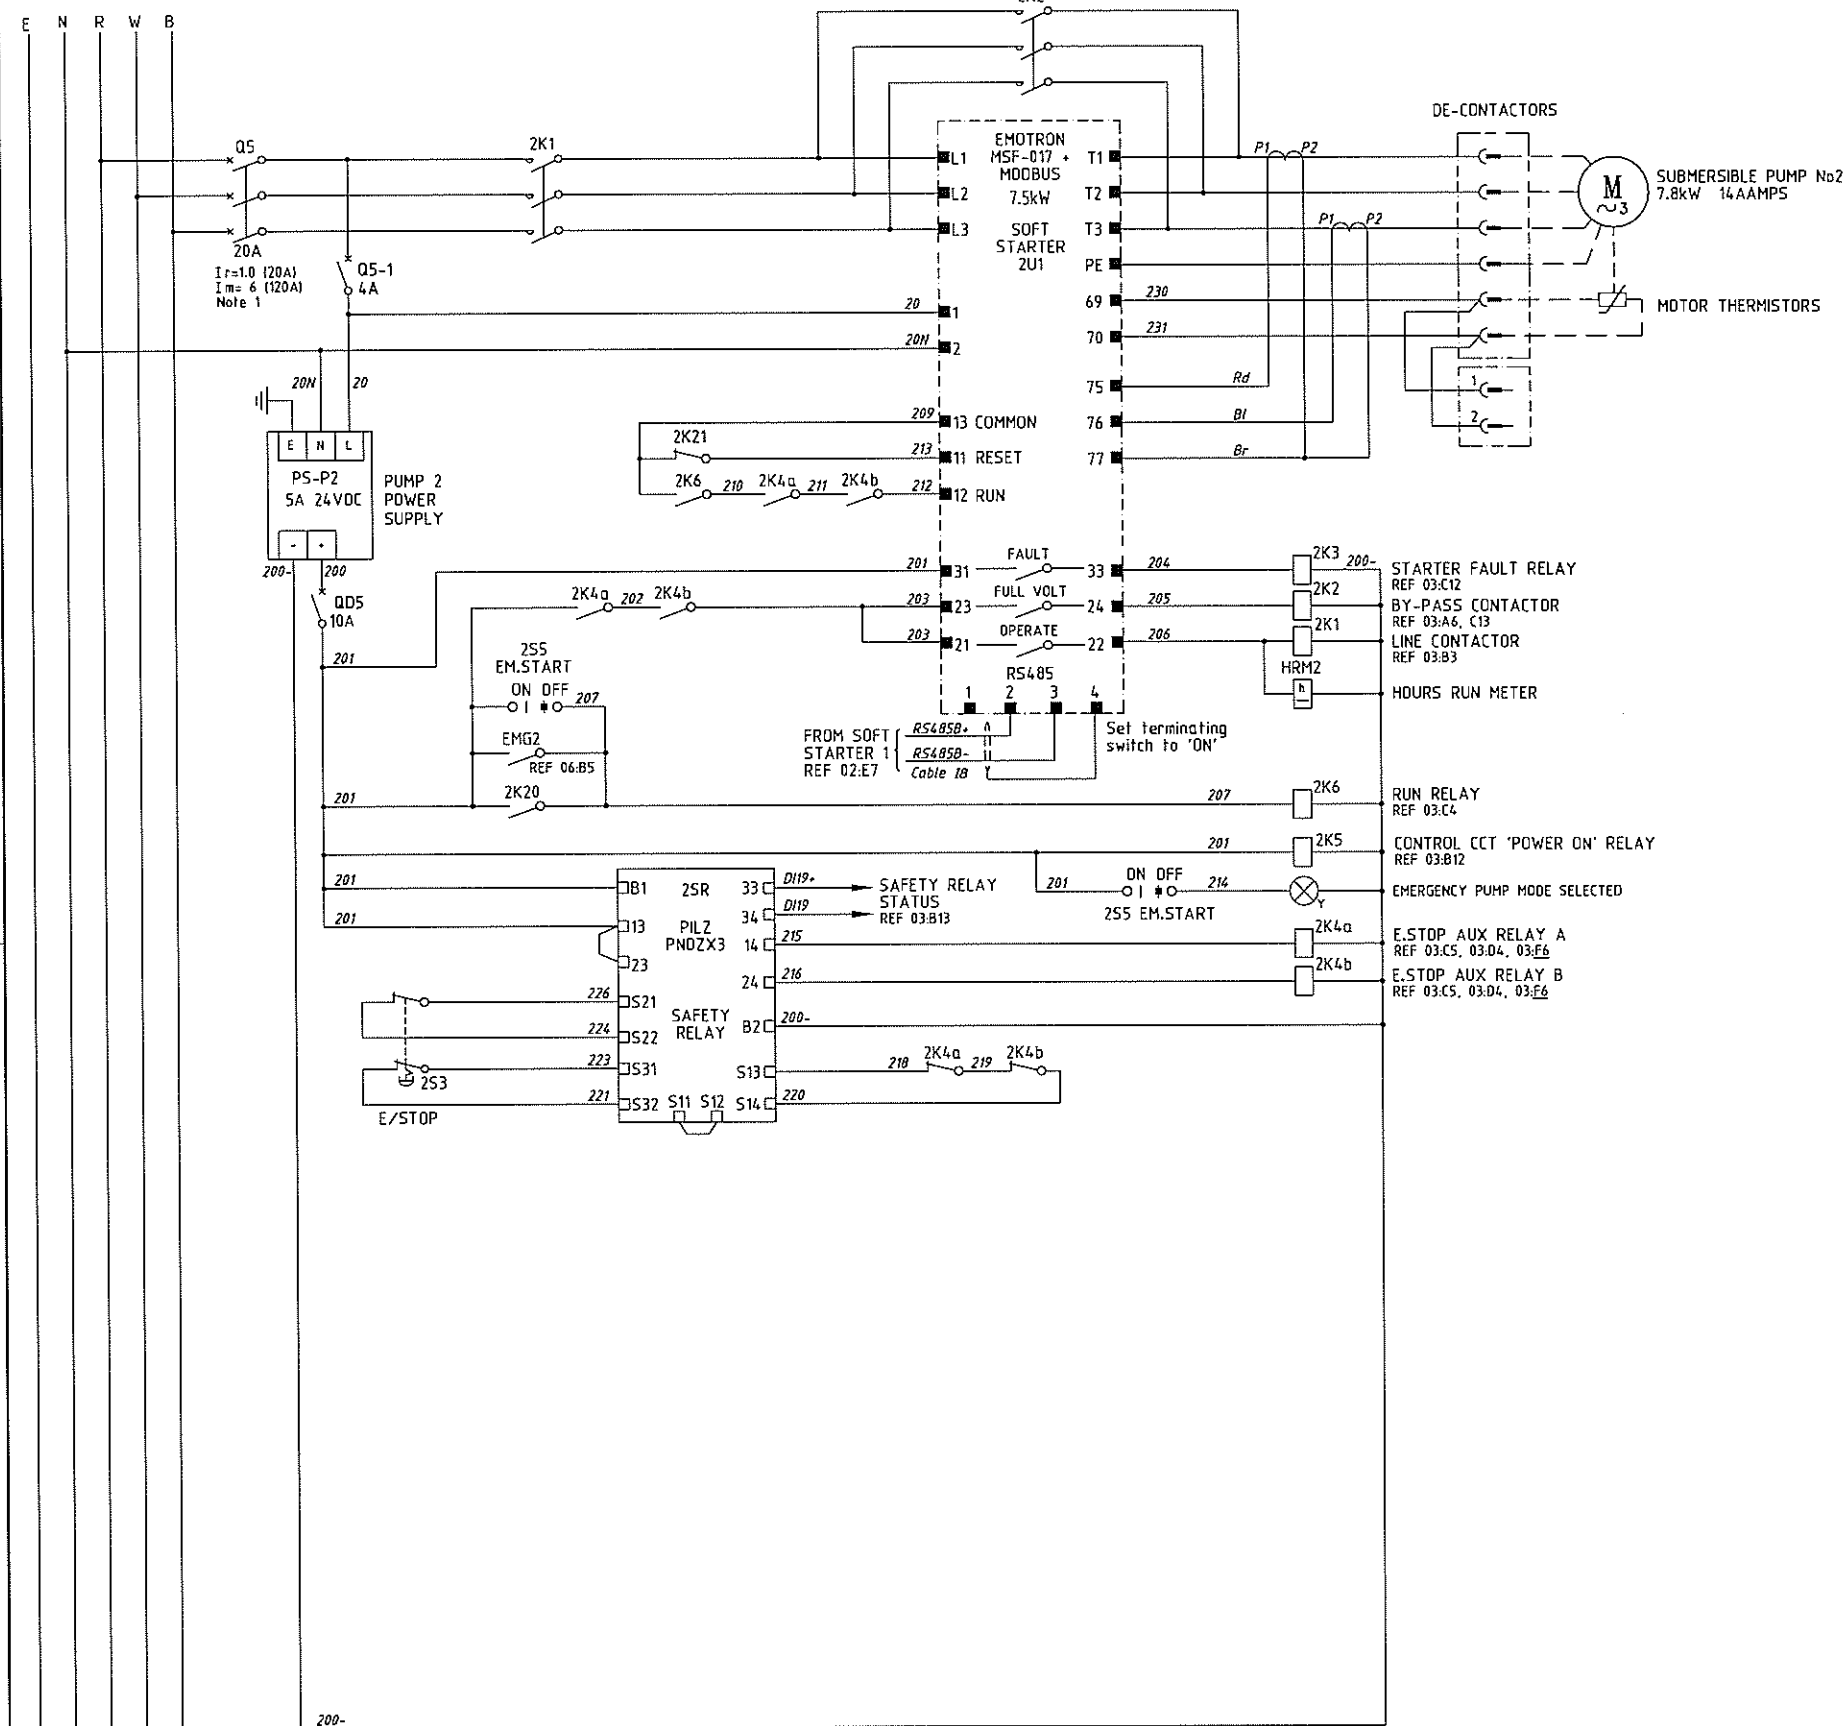 E N R W B
Q5
20A
Ir=1.0 (20A)
Im= 6 (120A)
Note 1
2K1
Q5-1
4A
EMOTRON
MSF-017 +
MODBUS
7.5kW
SOFT
STARTER
2U1
L1
L2
L3
T1
T2
T3
PE
69
70
75
76
77
P1 P2
P1 P2
DE-CONTACTORS
M
~3
SUBMERSIBLE PUMP No2
7.8kW 14AAMPS
MOTOR THERMISTORS
230
231
Rd
Bl
Br
1
2
20
1
20N
2
20N
20
E N L
PS-P2
5A 24VDC
- +
PUMP 2
POWER
SUPPLY
200-
200
QD5
10A
209
13 COMMON
2K21
213
11 RESET
2K6
210
2K4a
211
2K4b
212
12 RUN
201
31
FAULT
33
204
2K3
200-
STARTER FAULT RELAY
REF 03:C12
2K4a
202
2K4b
203
23
FULL VOLT
24
205
2K2
BY-PASS CONTACTOR
REF 03:A6, C13
203
21
OPERATE
22
206
2K1
LINE CONTACTOR
REF 03:B3
HRM2
h
HOURS RUN METER
RS485
1 2 3 4
FROM SOFT
STARTER 1
REF 02:E7
RS485B+
RS485B-
Cable 18
Set terminating
switch to 'ON'
201
2S5
EM.START
ON OFF
207
EMG2
REF 06:B5
201
2K20
207
2K6
RUN RELAY
REF 03:C4
201
2K5
CONTROL CCT 'POWER ON' RELAY
REF 03:B12
201
ON OFF
2S5 EM.START
214
Y
EMERGENCY PUMP MODE SELECTED
201
B1
2SR
33
DI19+
SAFETY RELAY
STATUS
REF 03:B13
34
DI19
201
13
PILZ
PNOZX3
14
215
2K4a
E.STOP AUX RELAY A
REF 03:C5, 03:D4, 03:F6
23
24
216
2K4b
E.STOP AUX RELAY B
REF 03:C5, 03:D4, 03:F6
226
S21
SAFETY
RELAY
B2
200-
224
S22
223
S31
2S3
S13
218
2K4a
219
2K4b
221
S32
S11 S12
S14
220
E/STOP
200-